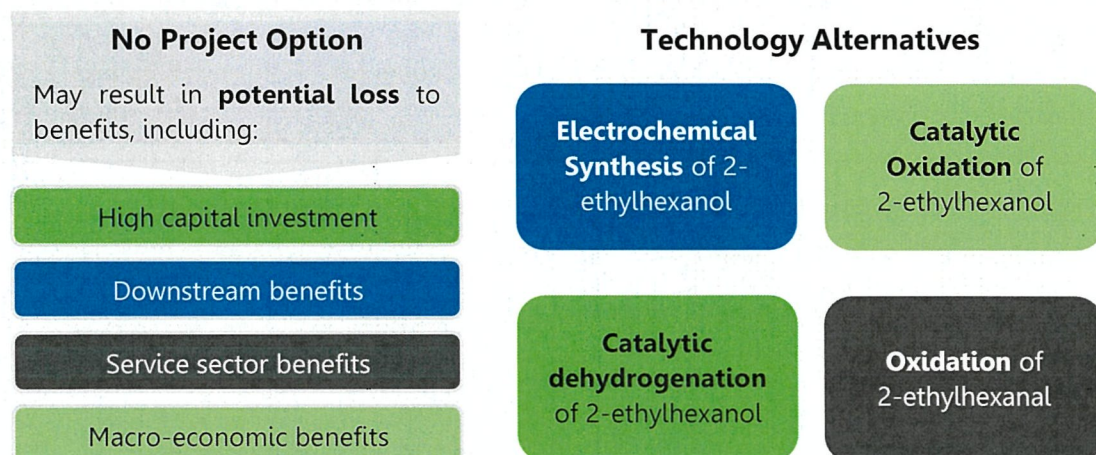 No Project Option
May result in potential loss to
benefits, including:
High capital investment
Downstream benefits
Service sector benefits
Macro-economic benefits
Technology Alternatives
Electrochemical
Synthesis of 2-
ethylhexanol
Catalytic
Oxidation of
2-ethylhexanol
Catalytic
dehydrogenation
of 2-ethylhexanol
Oxidation of
2-ethylhexanal